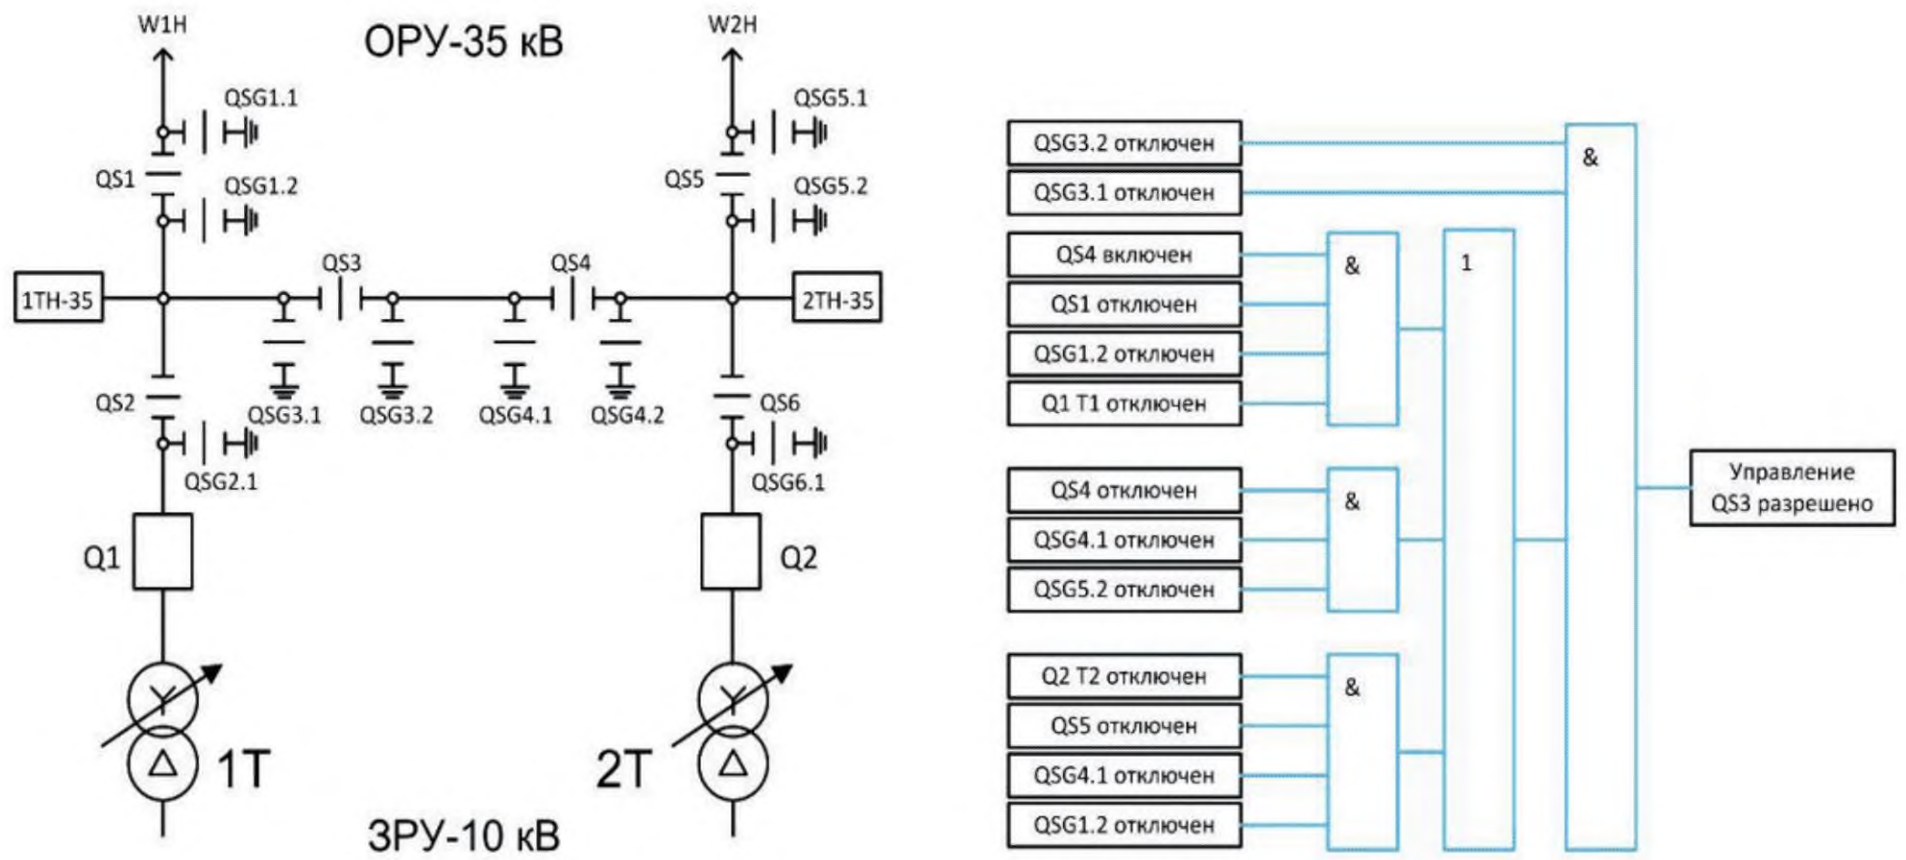 W1H
ОРУ-35 кВ
W2H
QSG1.1
QSG5.1
QS1
QS5
QSG1.2
QSG5.2
QS3
QS4
1ТН-35
2ТН-35
QS2
QS6
QSG3.1
QSG3.2
QSG4.1
QSG4.2
QSG2.1
QSG6.1
Q1
Q2
1Т
2Т
ЗРУ-10 кВ
QSG3.2 отключен
QSG3.1 отключен
&
QS4 включен
QS1 отключен
QSG1.2 отключен
Q1 T1 отключен
&
1
QS4 отключен
QSG4.1 отключен
QSG5.2 отключен
&
Q2 T2 отключен
QS5 отключен
QSG4.1 отключен
QSG1.2 отключен
&
Управление
QS3 разрешено